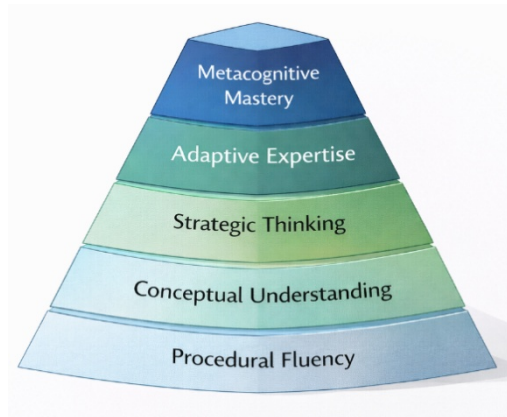 Metacognitive
Mastery
Adaptive Expertise
Strategic Thinking
Conceptual Understanding
Procedural Fluency